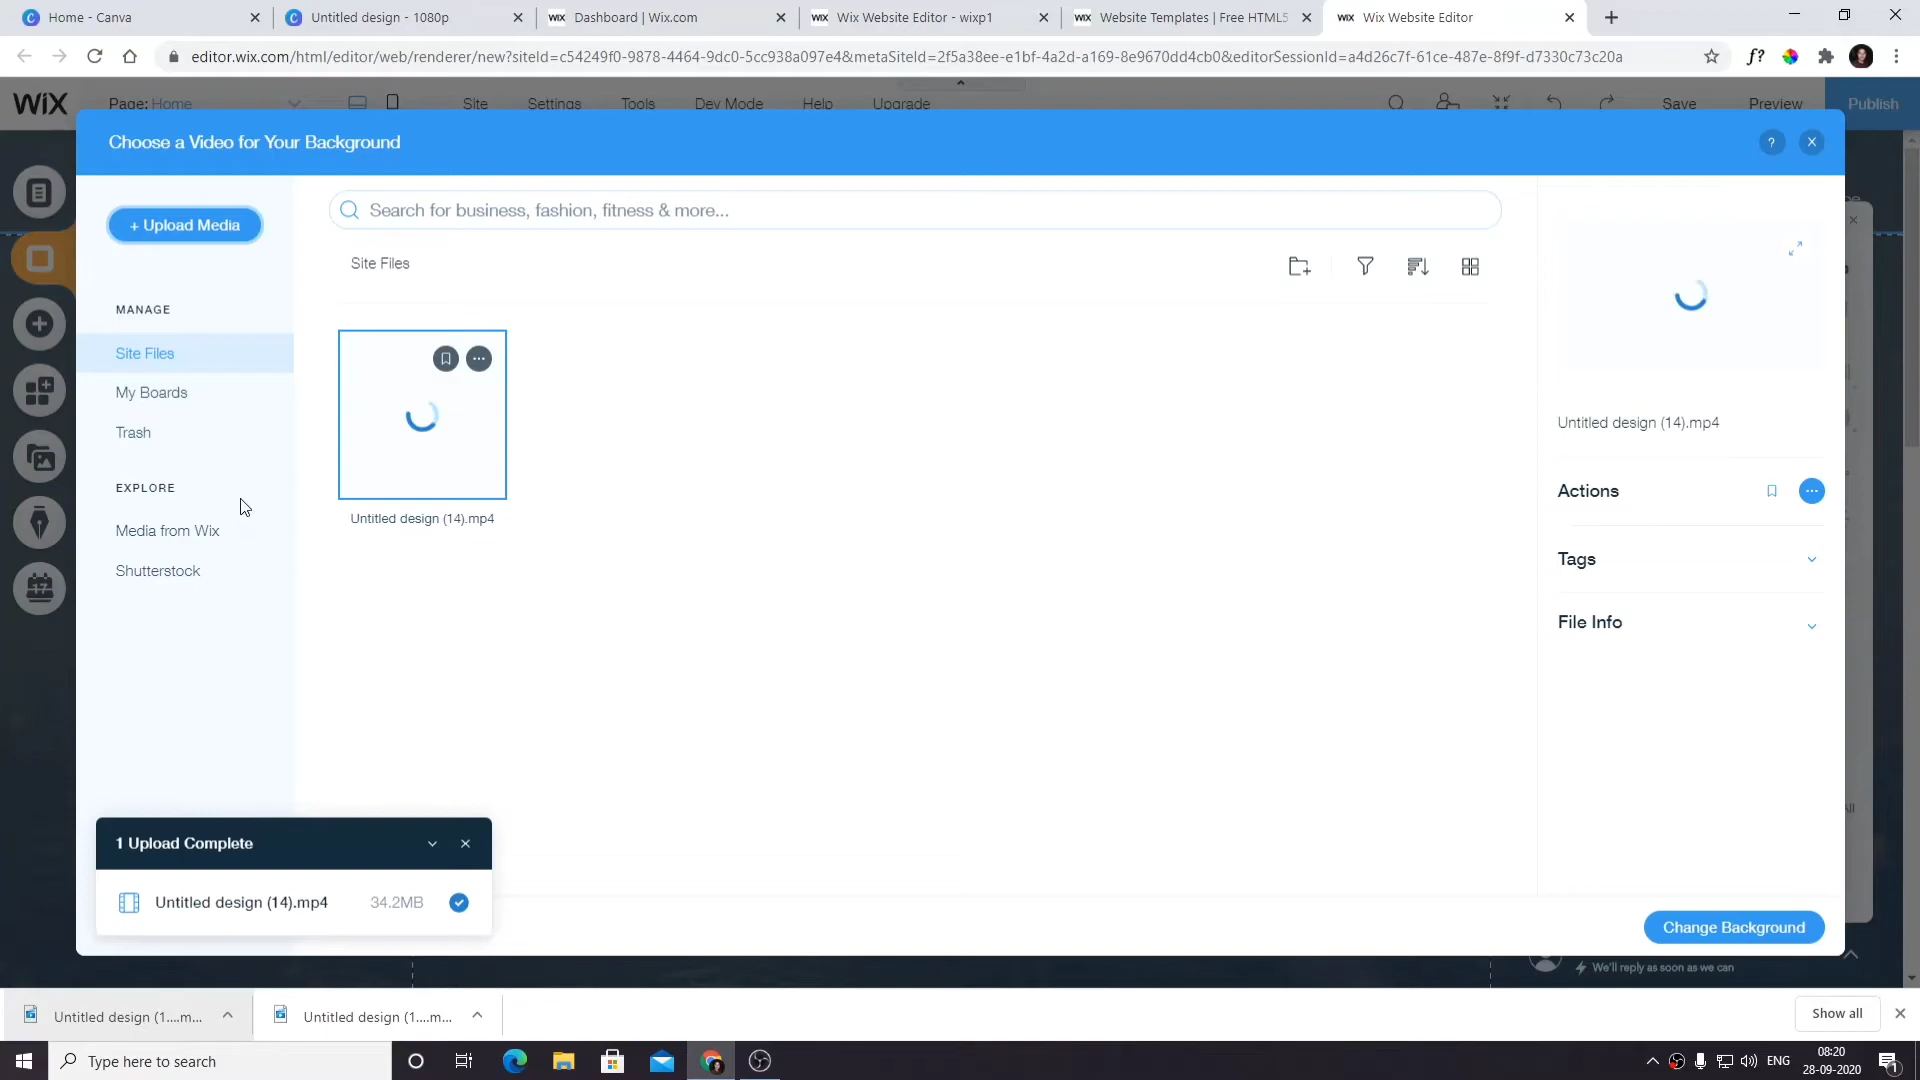 Home - Canva
Untitled design - 1080p
WiX Dashboard | Wix.com
WiX Wix Website Editor - wixp1
WiX Website Templates | Free HTML5
WiX Wix Website Editor
editor.wix.com/html/editor/web/renderer/new?siteId=c54249f0-9878-4464-9dc0-5cc938a097e4&metaSiteId=2f5a38ee-e1bf-4a2d-a169-8e9670dd4cb0&editorSessionId=a4d26c7f-61ce-487e-8f9f-d7330c73c20a
f?
WiX Page: Home Site Settings Tools Dev Mode Help Upgrade Save Preview Publish
Choose a Video for Your Background
?
+ Upload Media
Search for business, fashion, fitness & more...
Site Files
MANAGE
Site Files
My Boards
Trash
EXPLORE
Media from Wix
Shutterstock
Untitled design (14).mp4
Untitled design (14).mp4
Actions
Tags
File Info
17
1 Upload Complete
Untitled design (14).mp4 34.2MB
Change Background
We'll reply as soon as we can
Untitled design (1....m...
Untitled design (1....m...
Show all
Type here to search
ENG
08:20
28-09-2020
1